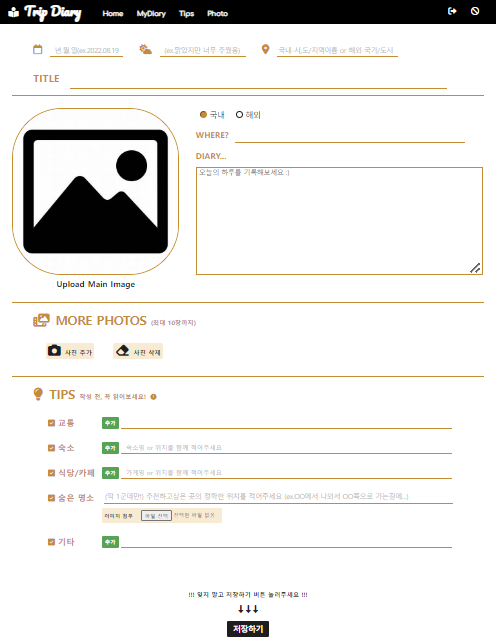 Trip Diary Home MyDiary Tips Photo
년.월.일(ex.2022.08.19 (ex.맑았지만 너무 추웠음) 국내-시,도/지역이름 or 해외-국가/도시
TITLE
국내 해외
WHERE?
DIARY...
오늘의 하루를 기록해보세요 :)
Upload Main Image
MORE PHOTOS (최대 10장까지)
사진 추가 사진 삭제
TIPS 작성 전, 꼭 읽어보세요!
교통 추가
숙소 추가 숙소명 or 위치를 함께 적어주세요
식당/카페 추가 가게명 or 위치를 함께 적어주세요
숨은 명소 (딱 1군데만!) 추천하고싶은 곳의 정확한 위치를 적어주세요 (ex.OO에서 나와서 OO쪽으로 가는길에..)
이미지 첨부 파일 선택 선택된 파일 없음
기타 추가
!!! 잊지 말고 저장하기 버튼 눌러주세요 !!!
↓↓↓
저장하기